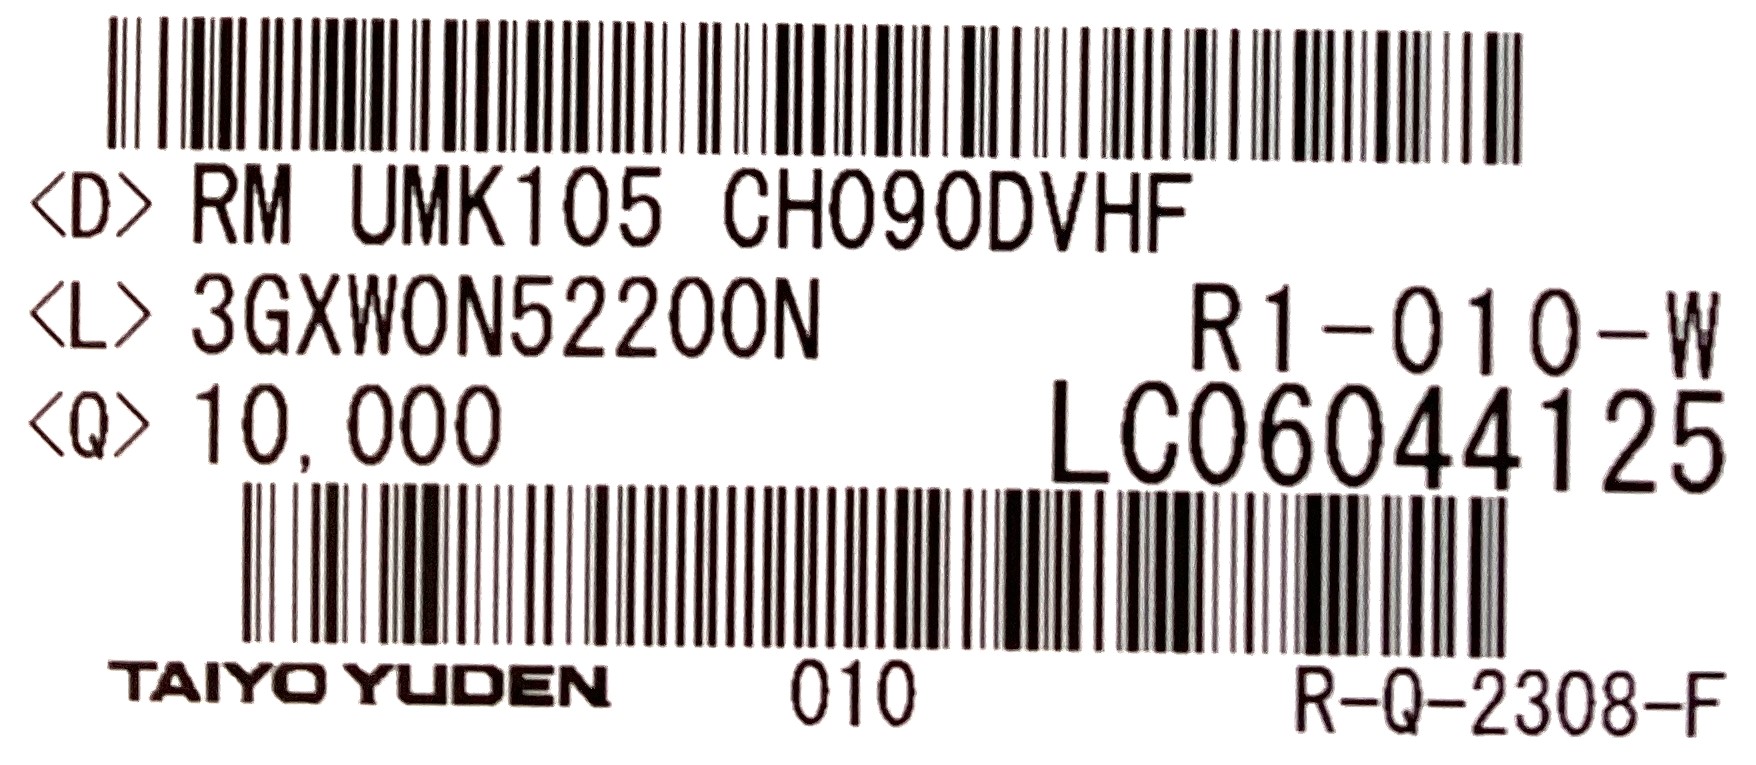 <D> RM UMK105 CH090DVHF
<L> 3GXW0N52200N
R1-010-W
<Q> 10,000
LC06044125
TAIYO YUDEN 010 R-Q-2308-F